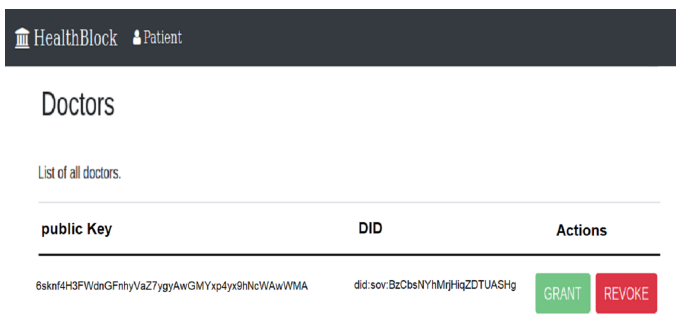 HealthBlock Patient
Doctors
List of all doctors.
public Key DID Actions
6sknf4H3FWdnGFnhyVaZ7ygyAwGMYxp4yx9hNcWAwWMA did:sov:BzCbsNYhMrjHiqZDTUASHg GRANT REVOKE